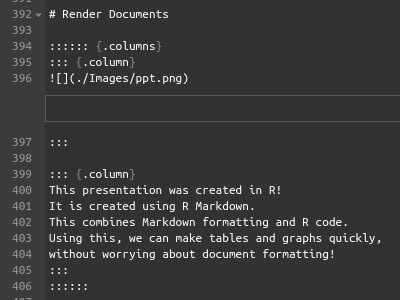 392 # Render Documents
393
394 :::::: {.columns}
395 ::: {.column}
396 ![](./Images/ppt.png)
397 :::
398
399 ::: {.column}
400 This presentation was created in R!
401 It is created using R Markdown.
402 This combines Markdown formatting and R code.
403 Using this, we can make tables and graphs quickly,
404 without worrying about document formatting!
405 :::
406 ::::::